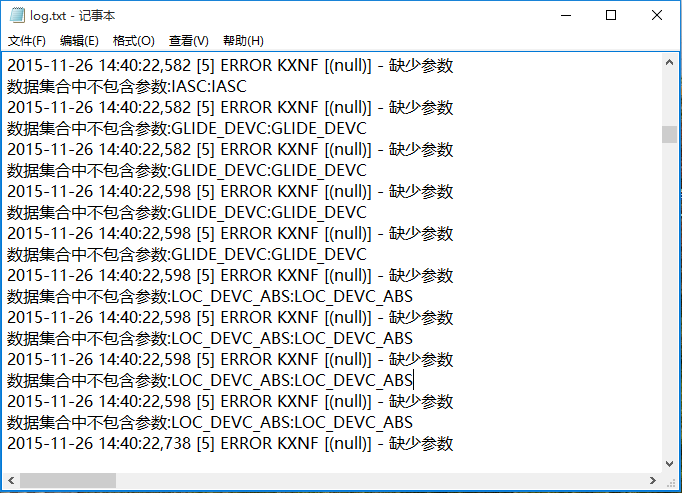 log.txt - 记事本
文件(F) 编辑(E) 格式(O) 查看(V) 帮助(H)
2015-11-26 14:40:22,582 [5] ERROR KXNF [(null)] - 缺少参数
数据集合中不包含参数:IASC:IASC
2015-11-26 14:40:22,582 [5] ERROR KXNF [(null)] - 缺少参数
数据集合中不包含参数:GLIDE_DEVC:GLIDE_DEVC
2015-11-26 14:40:22,582 [5] ERROR KXNF [(null)] - 缺少参数
数据集合中不包含参数:GLIDE_DEVC:GLIDE_DEVC
2015-11-26 14:40:22,598 [5] ERROR KXNF [(null)] - 缺少参数
数据集合中不包含参数:GLIDE_DEVC:GLIDE_DEVC
2015-11-26 14:40:22,598 [5] ERROR KXNF [(null)] - 缺少参数
数据集合中不包含参数:GLIDE_DEVC:GLIDE_DEVC
2015-11-26 14:40:22,598 [5] ERROR KXNF [(null)] - 缺少参数
数据集合中不包含参数:LOC_DEVC_ABS:LOC_DEVC_ABS
2015-11-26 14:40:22,598 [5] ERROR KXNF [(null)] - 缺少参数
数据集合中不包含参数:LOC_DEVC_ABS:LOC_DEVC_ABS
2015-11-26 14:40:22,598 [5] ERROR KXNF [(null)] - 缺少参数
数据集合中不包含参数:LOC_DEVC_ABS:LOC_DEVC_ABS
2015-11-26 14:40:22,598 [5] ERROR KXNF [(null)] - 缺少参数
数据集合中不包含参数:LOC_DEVC_ABS:LOC_DEVC_ABS
2015-11-26 14:40:22,738 [5] ERROR KXNF [(null)] - 缺少参数